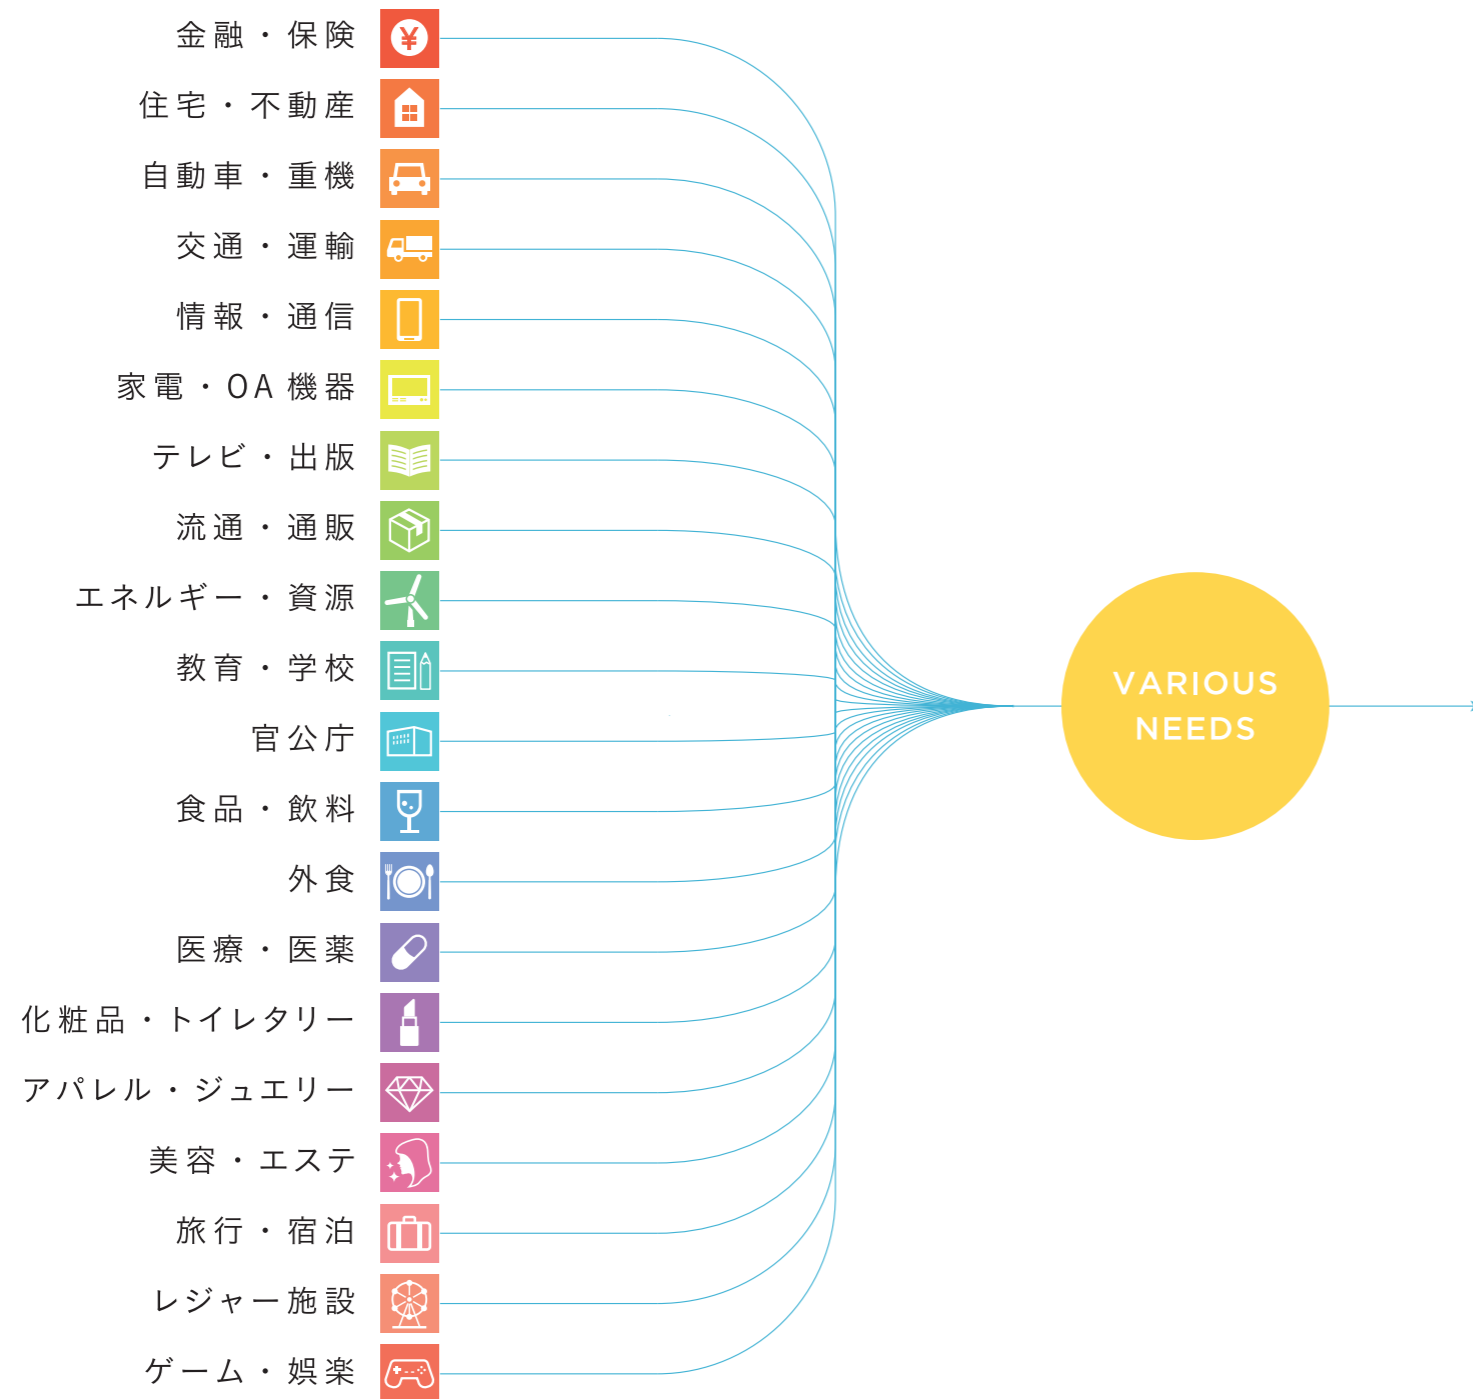 金融・保険
住宅・不動産
自動車・重機
交通・運輸
情報・通信
家電・OA 機器
テレビ・出版
流通・通販
エネルギー・資源
教育・学校
官公庁
食品・飲料
外食
医療・医薬
化粧品・トイレタリー
アパレル・ジュエリー
美容・エステ
旅行・宿泊
レジャー施設
ゲーム・娯楽
VARIOUS
NEEDS